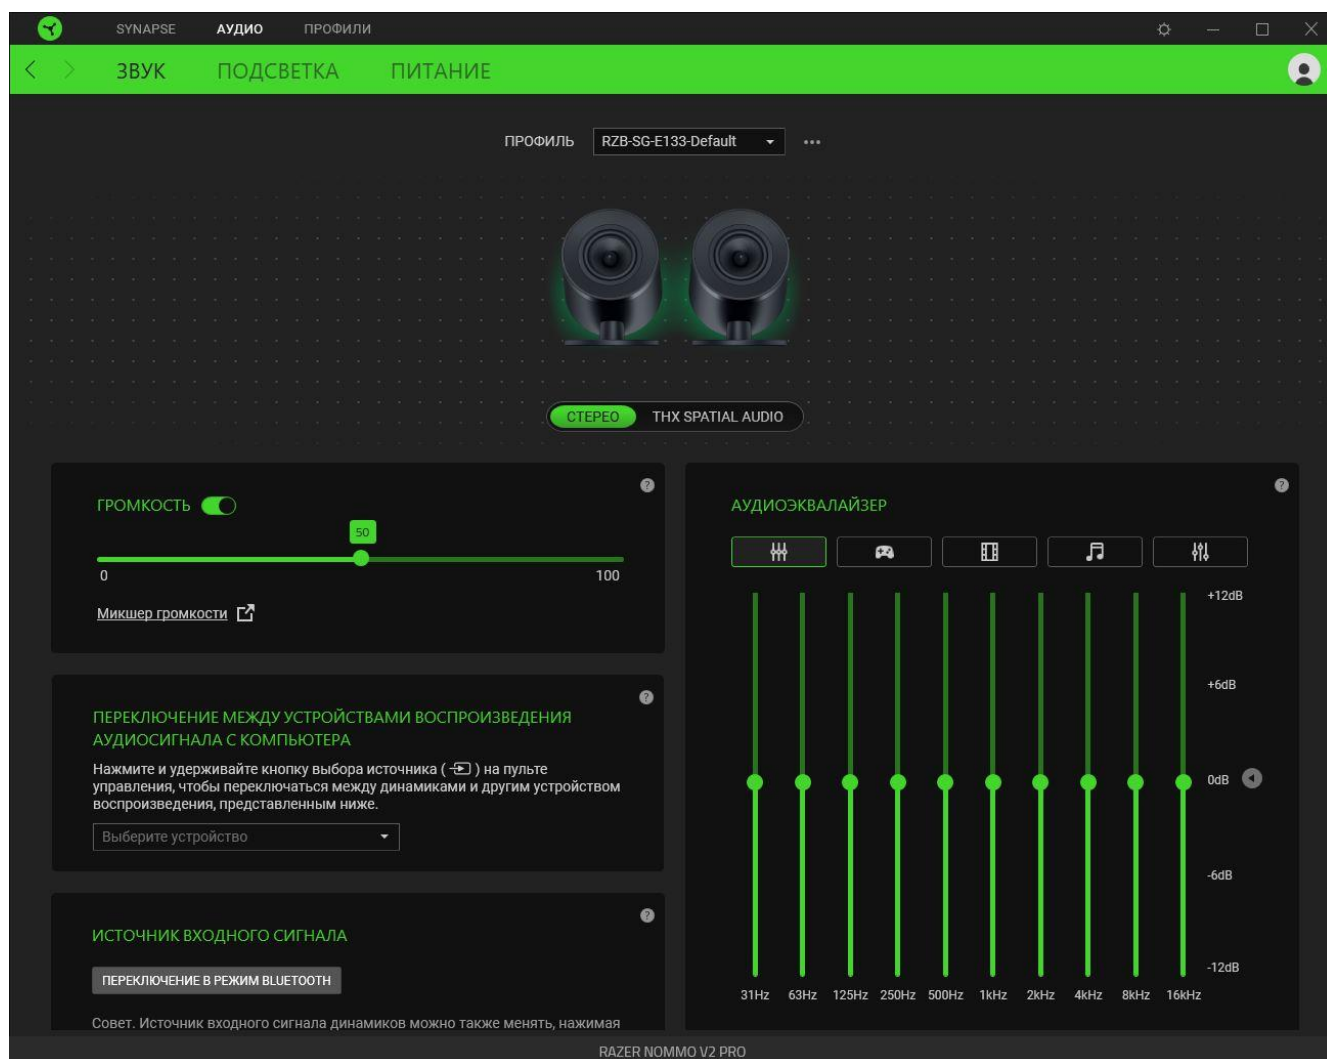 SYNAPSE АУДИО ПРОФИЛИ
ЗВУК ПОДСВЕТКА ПИТАНИЕ
ПРОФИЛЬ RZB-SG-E133-Default
СТЕРЕО THX SPATIAL AUDIO
ГРОМКОСТЬ
50
0 100
Микшер громкости
ПЕРЕКЛЮЧЕНИЕ МЕЖДУ УСТРОЙСТВАМИ ВОСПРОИЗВЕДЕНИЯ
АУДИОСИГНАЛА С КОМПЬЮТЕРА
Нажмите и удерживайте кнопку выбора источника ( ) на пульте
управления, чтобы переключаться между динамиками и другим устройством
воспроизведения, представленным ниже.
Выберите устройство
ИСТОЧНИК ВХОДНОГО СИГНАЛА
ПЕРЕКЛЮЧЕНИЕ В РЕЖИМ BLUETOOTH
Совет. Источник входного сигнала динамиков можно также менять, нажимая
АУДИОЭКВАЛАЙЗЕР
+12dB
+6dB
0dB
-6dB
-12dB
31Hz 63Hz 125Hz 250Hz 500Hz 1kHz 2kHz 4kHz 8kHz 16kHz
RAZER NOMMO V2 PRO